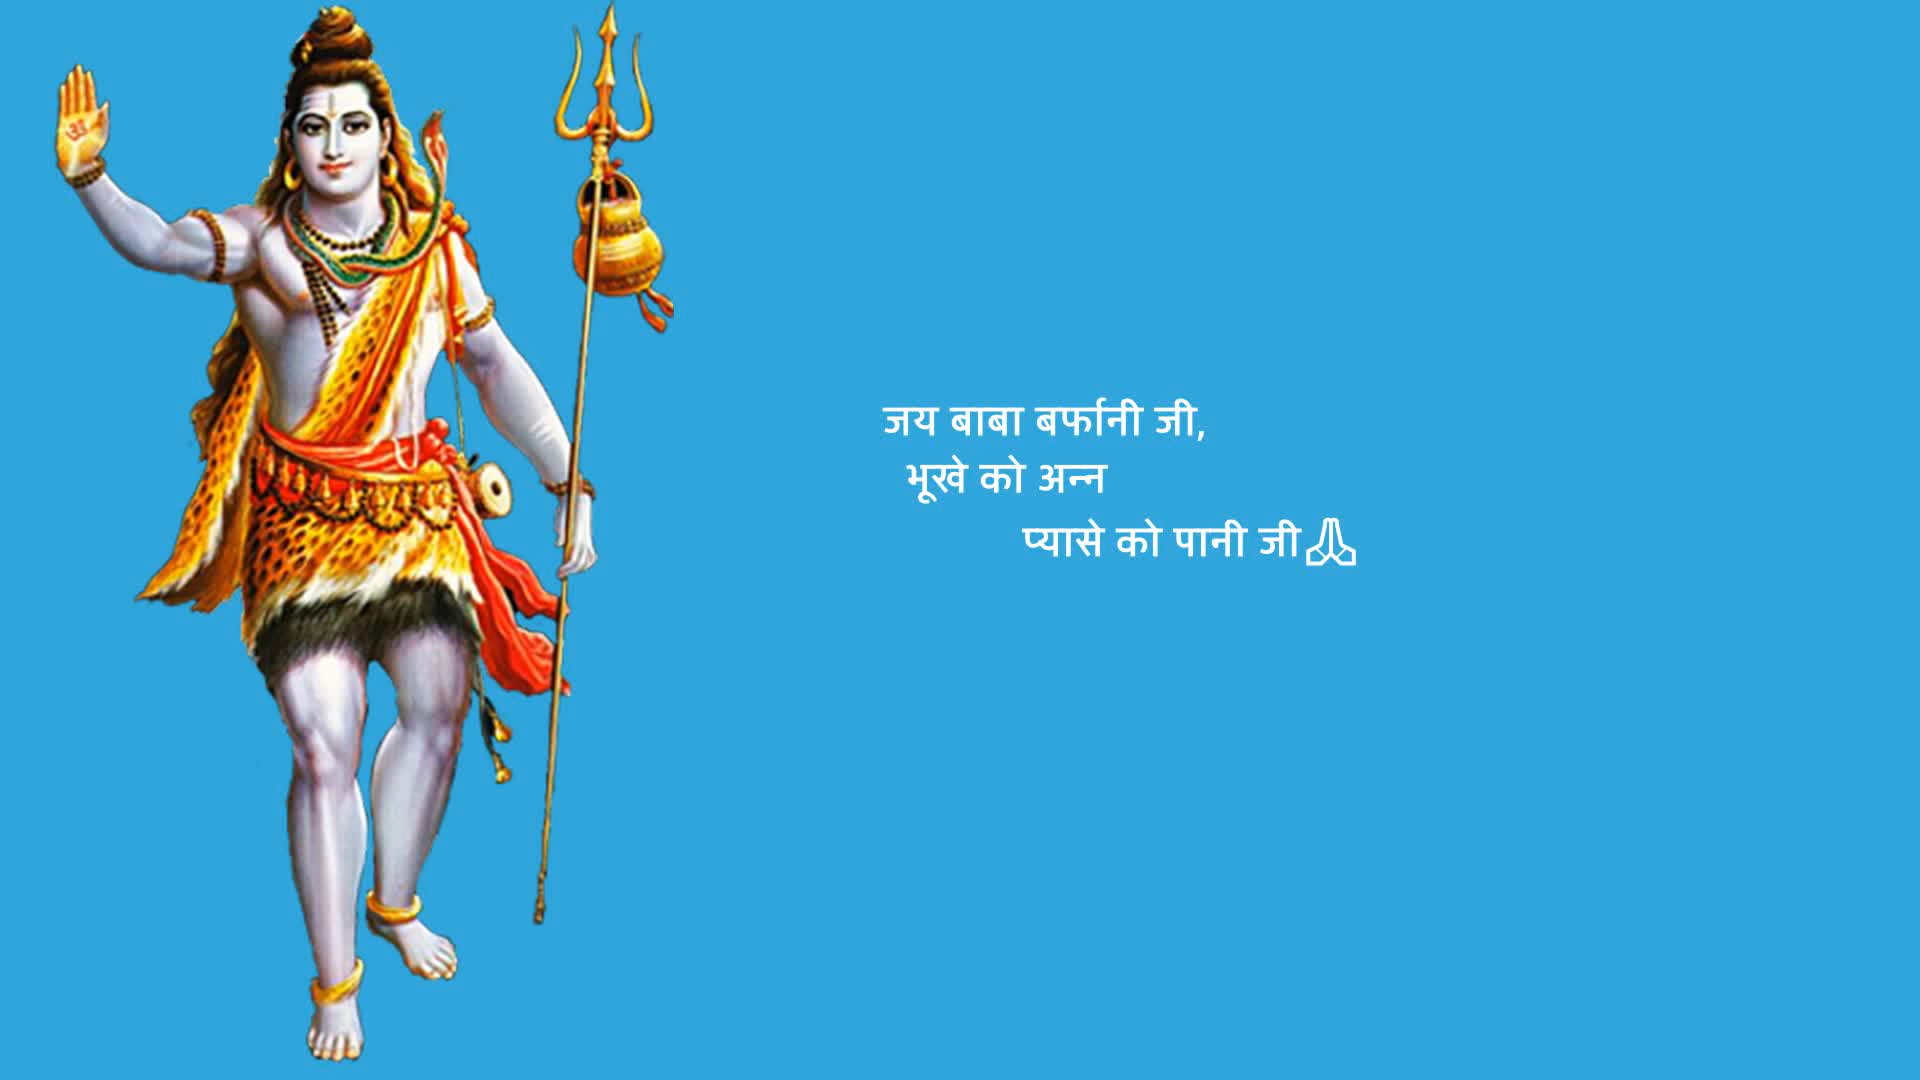 ॐ
जय बाबा बर्फानी जी,
भूखे को अन्न
प्यासे को पानी जी🙏